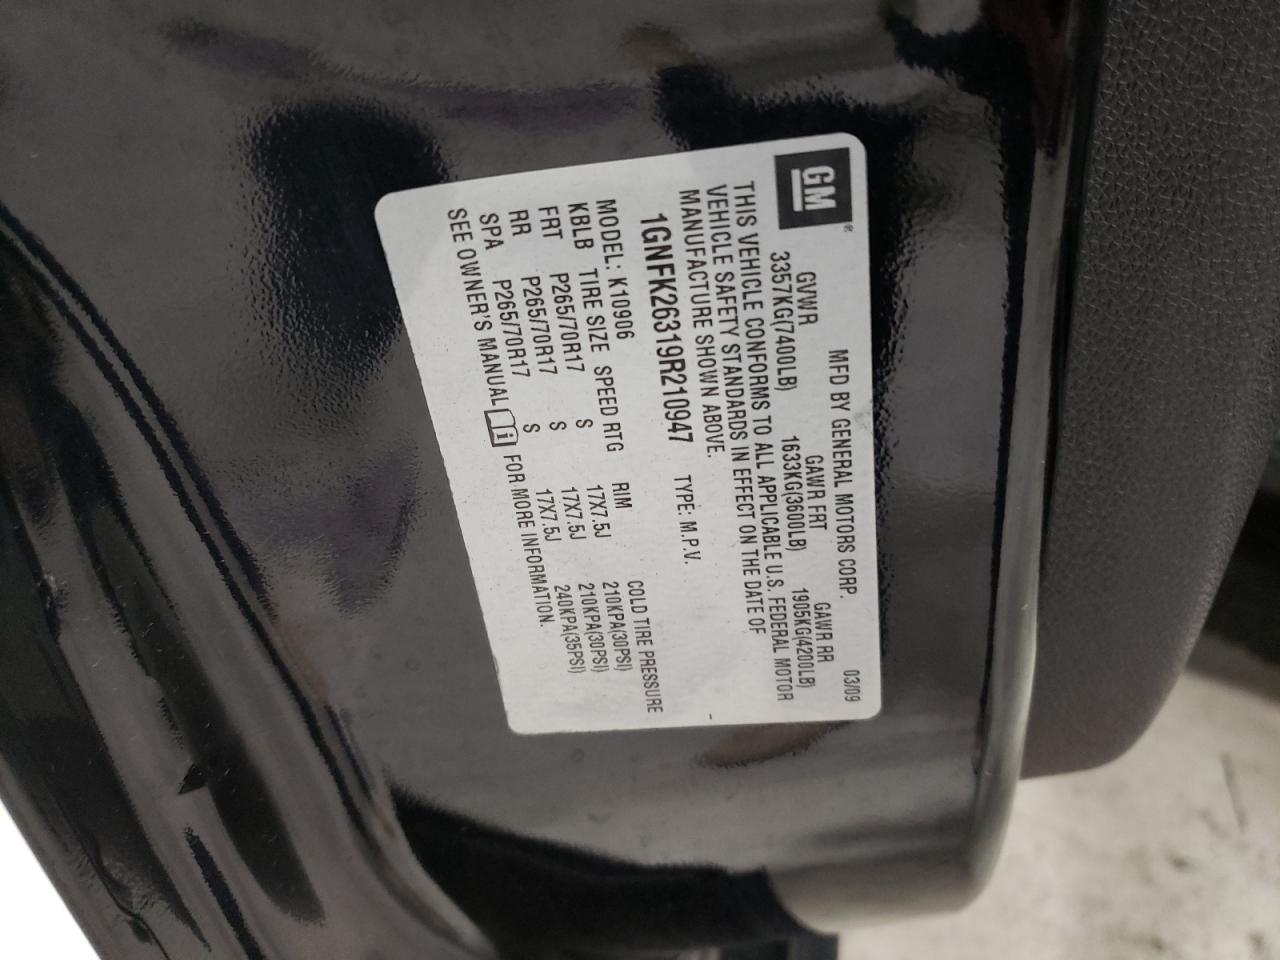 GM®
MFD BY GENERAL MOTORS CORP. 03/09
GVWR GAWR FRT GAWR RR
3357KG(7400LB) 1633KG(3600LB) 1905KG(4200LB)
THIS VEHICLE CONFORMS TO ALL APPLICABLE U.S. FEDERAL MOTOR
VEHICLE SAFETY STANDARDS IN EFFECT ON THE DATE OF
MANUFACTURE SHOWN ABOVE.
1GNFK26319R210947 TYPE: M.P.V.
MODEL: K10906
KBLB TIRE SIZE SPEED RTG RIM COLD TIRE PRESSURE
FRT P265/70R17 S 17X7.5J 210KPA(30PSI)
RR P265/70R17 S 17X7.5J 210KPA(30PSI)
SPA P265/70R17 S 17X7.5J 240KPA(35PSI)
SEE OWNER'S MANUAL FOR MORE INFORMATION.